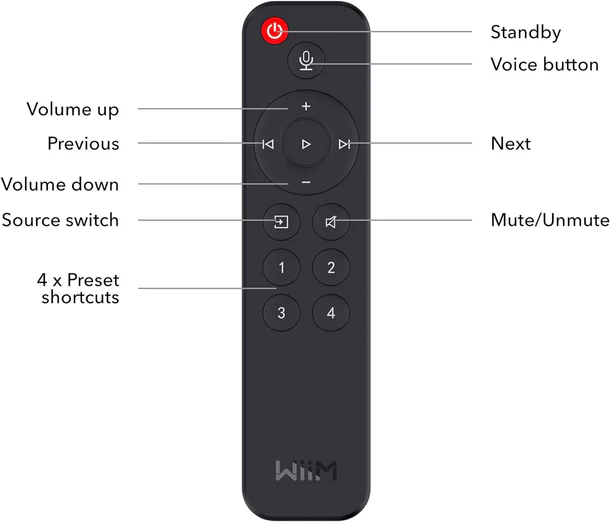 Standby
Voice button
Volume up
Previous
Next
Volume down
Source switch
Mute/Unmute
1 2
4 x Preset
shortcuts
3 4
WiiM